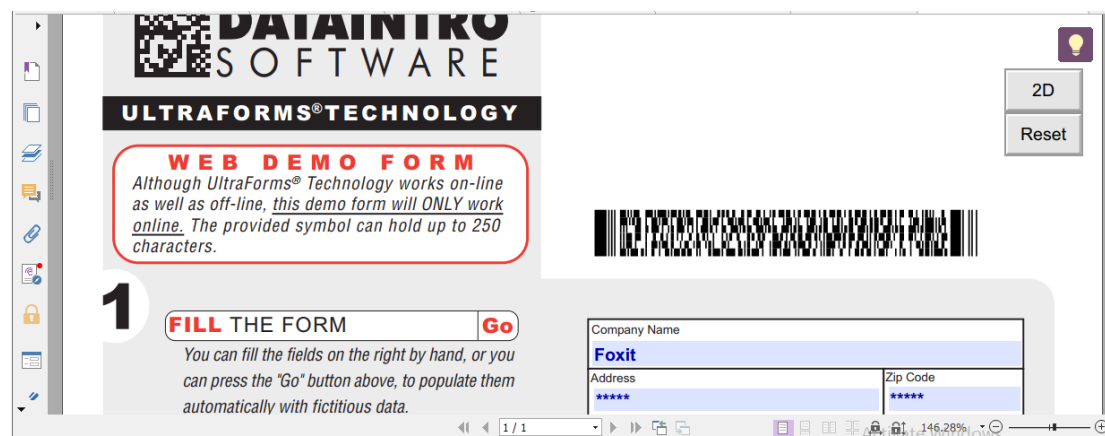 DATAINTRO
SOFTWARE
ULTRAFORMS®TECHNOLOGY
WEB DEMO FORM
Although UltraForms® Technology works on-line
as well as off-line, this demo form will ONLY work
online. The provided symbol can hold up to 250
characters.
2D
Reset
1
FILL THE FORM Go
You can fill the fields on the right by hand, or you
can press the "Go" button above, to populate them
automatically with fictitious data.
Company Name
Foxit
Address
*****
Zip Code
*****
1 / 1
146.28%